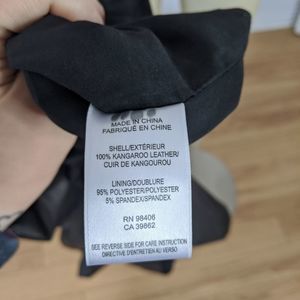 MADE IN CHINA
FABRIQUÉ EN CHINE
SHELL/EXTÉRIEUR
100% KANGAROO LEATHER/
CUIR DE KANGOUROU
LINING/DOUBLURE
95% POLYESTER/POLYESTER
5% SPANDEX/SPANDEX
RN 98406
CA 39662
SEE REVERSE SIDE FOR CARE INSTRUCTION
DIRECTIVE D'ENTRETIEN AU VERSO